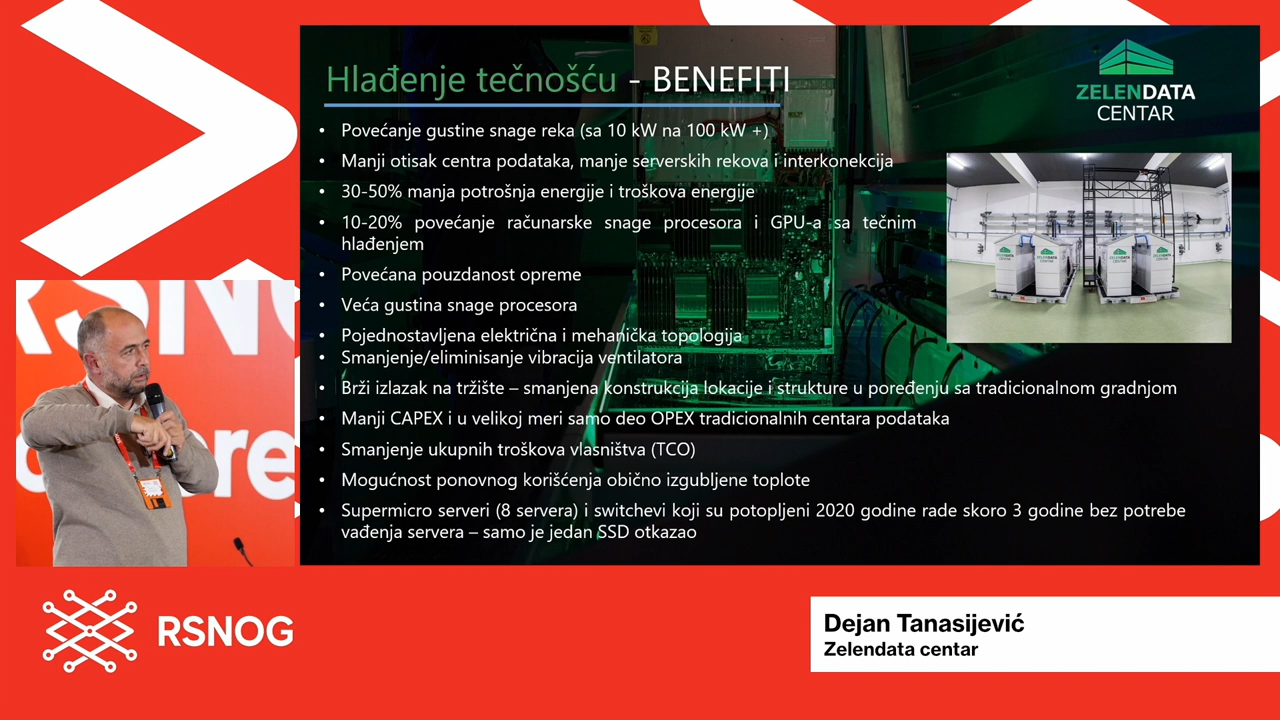 Hlađenje tečnošću - BENEFITI
ZELENDATA
CENTAR
• Povećanje gustine snage reka (sa 10 kW na 100 kW +)
• Manji otisak centra podataka, manje serverskih rekova i interkonekcija
• 30-50% manja potrošnja energije i troškova energije
• 10-20% povećanje računarske snage procesora i GPU-a sa tečnim
hlađenjem
• Povećana pouzdanost opreme
• Veća gustina snage procesora
• Pojednostavljena električna i mehanička topologija
• Smanjenje/eliminisanje vibracija ventilatora
• Brži izlazak na tržište – smanjena konstrukcija lokacije i strukture u poređenju sa tradicionalnom gradnjom
• Manji CAPEX i u velikoj meri samo deo OPEX tradicionalnih centara podataka
• Smanjenje ukupnih troškova vlasništva (TCO)
• Mogućnost ponovnog korišćenja obično izgubljene toplote
• Supermicro serveri (8 servera) i switchevi koji su potopljeni 2020 godine rade skoro 3 godine bez potrebe
vađenja servera – samo je jedan SSD otkazao
ZELENDATA
CENTAR
ZELENDATA
CENTAR
RSNOG
Dejan Tanasijević
Zelendata centar